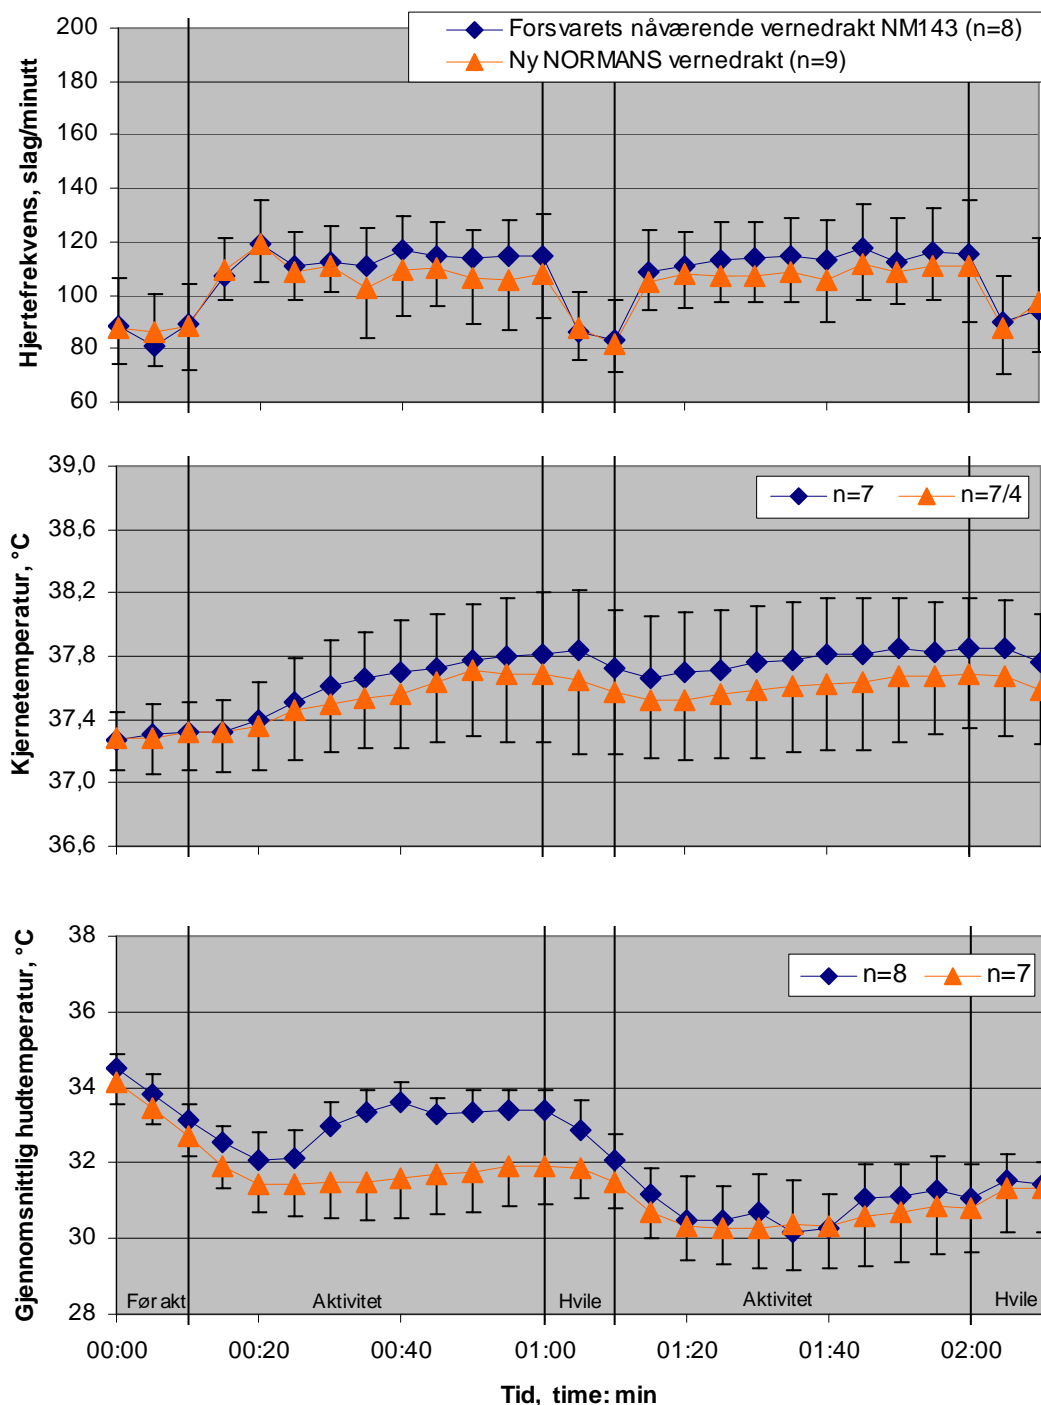 Forsvarets nåværende vernedrakt NM143 (n=8)
Ny NORMANS vernedrakt (n=9)
Hjertefrekvens, slag/minutt
200
180
160
140
120
100
80
60
Kjernetemperatur, °C
39,0
38,6
38,2
37,8
37,4
37,0
36,6
n=7 n=7/4
Gjennomsnittlig hudtemperatur, °C
38
36
34
32
30
28
n=8 n=7
Før akt Aktivitet Hvile Aktivitet Hvile
00:00 00:20 00:40 01:00 01:20 01:40 02:00
Tid, time: min